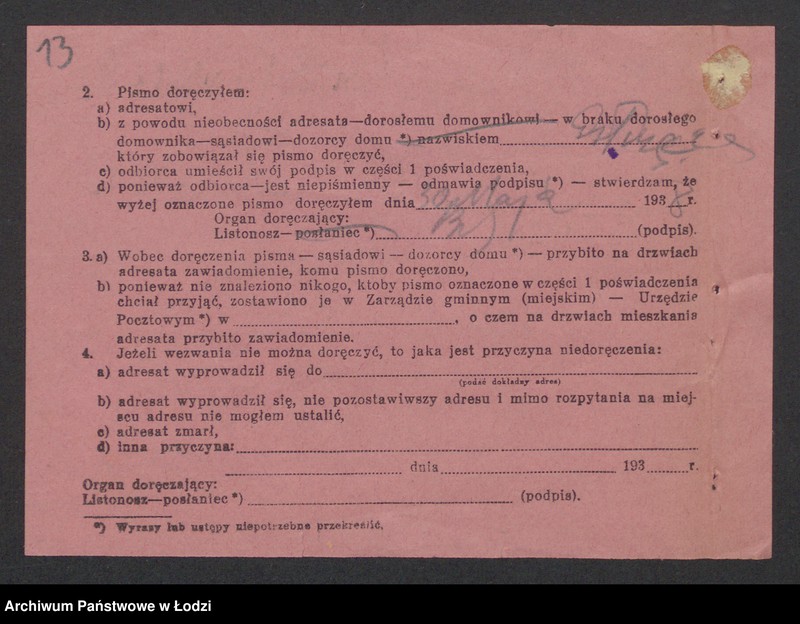 13
2. Pismo doręczyłem:
a) adresatowi,
b) z powodu nieobecności adresata—dorosłemu domownikowi — w braku dorosłego
domownika—sąsiadowi—dozorcy domu *) nazwiskiem
który zobowiązał się pismo doręczyć,
c) odbiorca umieścił swój podpis w części 1 poświadczenia,
d) ponieważ odbiorca—jest niepiśmienny — odmawia podpisu *) — stwierdzam, że
wyżej oznaczone pismo doręczyłem dnia 30 Maja 1938 r.
Organ doręczający:
Listonosz—posłaniec *) (podpis).
3. a) Wobec doręczenia pisma — sąsiadowi — dozorcy domu *) — przybito na drzwiach
adresata zawiadomienie, komu pismo doręczono,
b) ponieważ nie znaleziono nikogo, ktoby pismo oznaczone w części 1 poświadczenia
chciał przyjąć, zostawiono je w Zarządzie gminnym (miejskim) — Urzędzie
Pocztowym *) w , o czem na drzwiach mieszkania
adresata przybito zawiadomienie.
4. Jeżeli wezwania nie można doręczyć, to jaka jest przyczyna niedoręczenia:
a) adresat wyprowadził się do
(podać dokładny adres)
b) adresat wyprowadził się, nie pozostawiwszy adresu i mimo rozpytania na miej-
scu adresu nie mogłem ustalić,
c) adresat zmarł,
d) inna przyczyna:
dnia 193 r.
Organ doręczający:
Listonosz—posłaniec *) (podpis).
*) Wyrazy lub ustępy niepotrzebne przekreślić.
Archiwum Państwowe w Łodzi